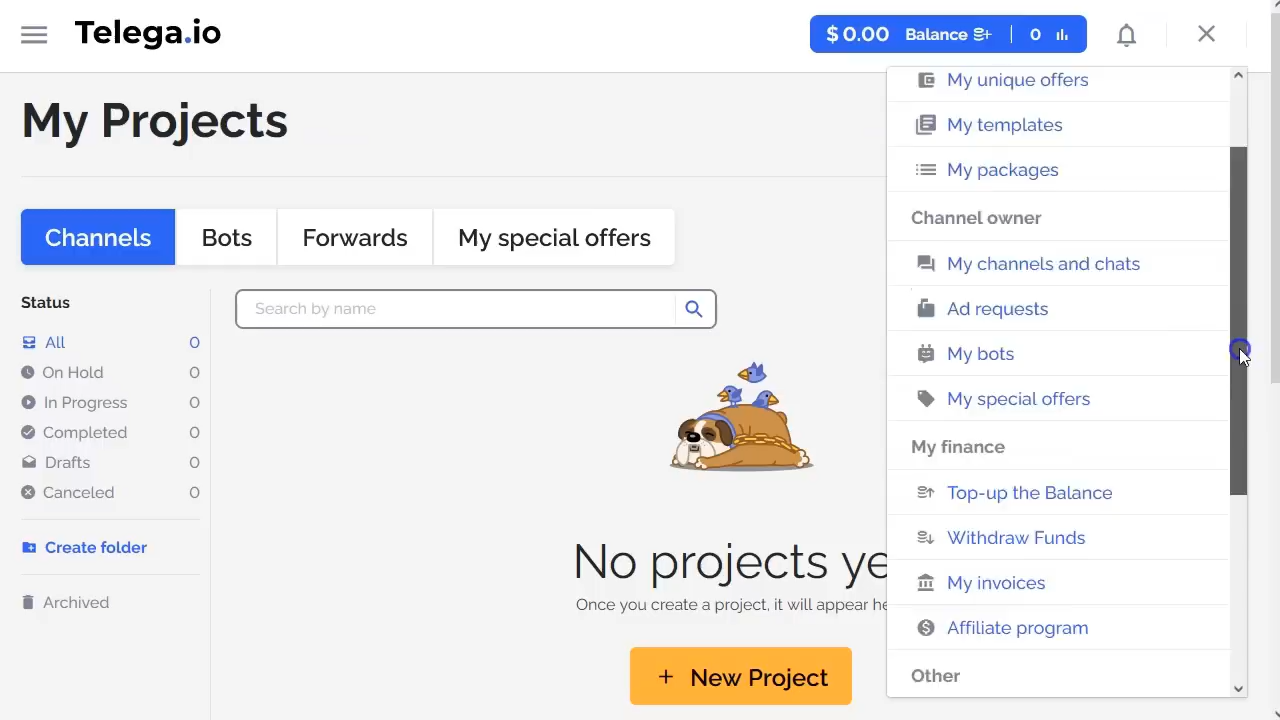 Telega.io
$ 0.00 Balance 0
My Projects
Channels Bots Forwards My special offers
Status
All 0
On Hold 0
In Progress 0
Completed 0
Drafts 0
Canceled 0
Create folder
Archived
Search by name
No projects ye
Once you create a project, it will appear he
+ New Project
My unique offers
My templates
My packages
Channel owner
My channels and chats
Ad requests
My bots
My special offers
My finance
Top-up the Balance
Withdraw Funds
My invoices
Affiliate program
Other